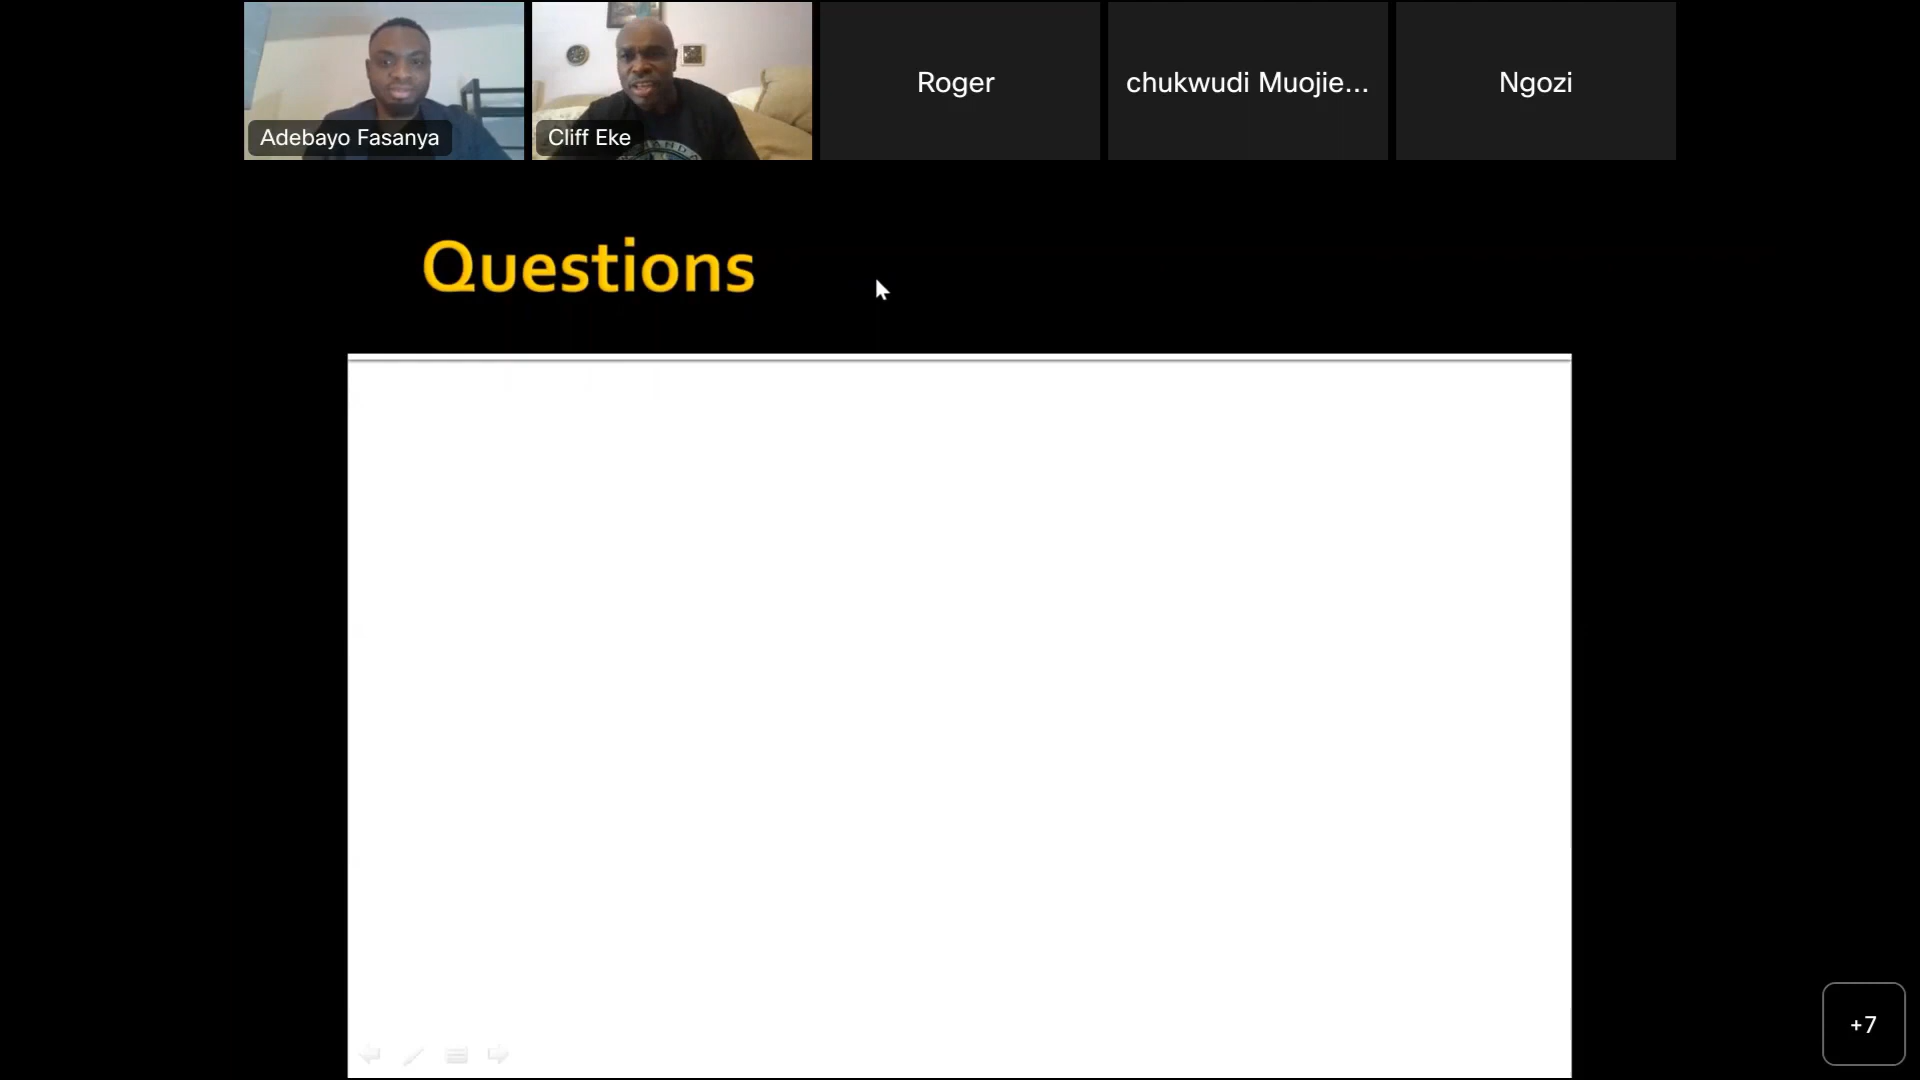 Adebayo Fasanya
Cliff Eke
Roger
chukwudi Muojie...
Ngozi
Questions
+7